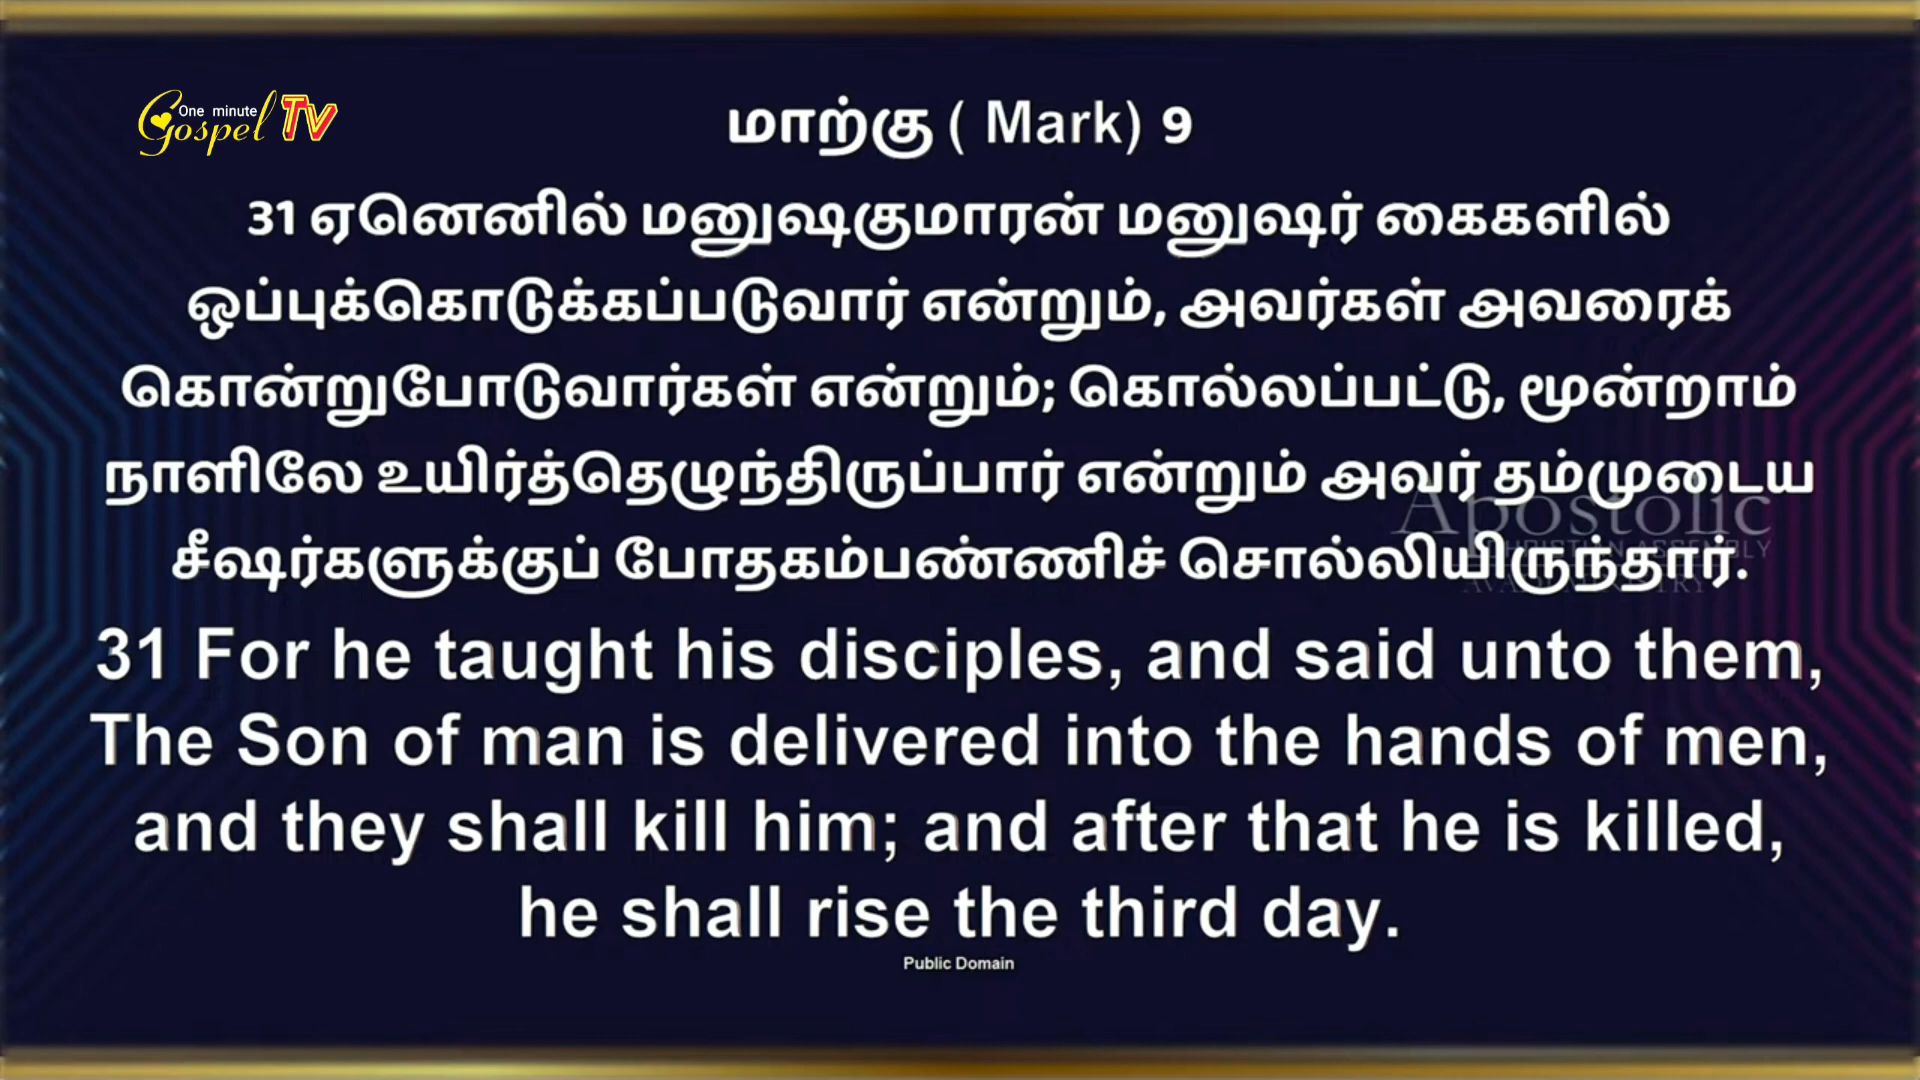 One minute
Gospel TV
மாற்கு ( Mark) 9
31 ஏனெனில் மனுஷகுமாரன் மனுஷர் கைகளில்
ஒப்புக்கொடுக்கப்படுவார் என்றும், அவர்கள் அவரைக்
கொன்றுபோடுவார்கள் என்றும்; கொல்லப்பட்டு, மூன்றாம்
நாளிலே உயிர்த்தெழுந்திருப்பார் என்றும் அவர் தம்முடைய
சீஷர்களுக்குப் போதகம்பண்ணிச் சொல்லியிருந்தார்.
Apostolic
CHRISTIAN ASSEMBLY
31 For he taught his disciples, and said unto them,
The Son of man is delivered into the hands of men,
and they shall kill him; and after that he is killed,
he shall rise the third day.
Public Domain